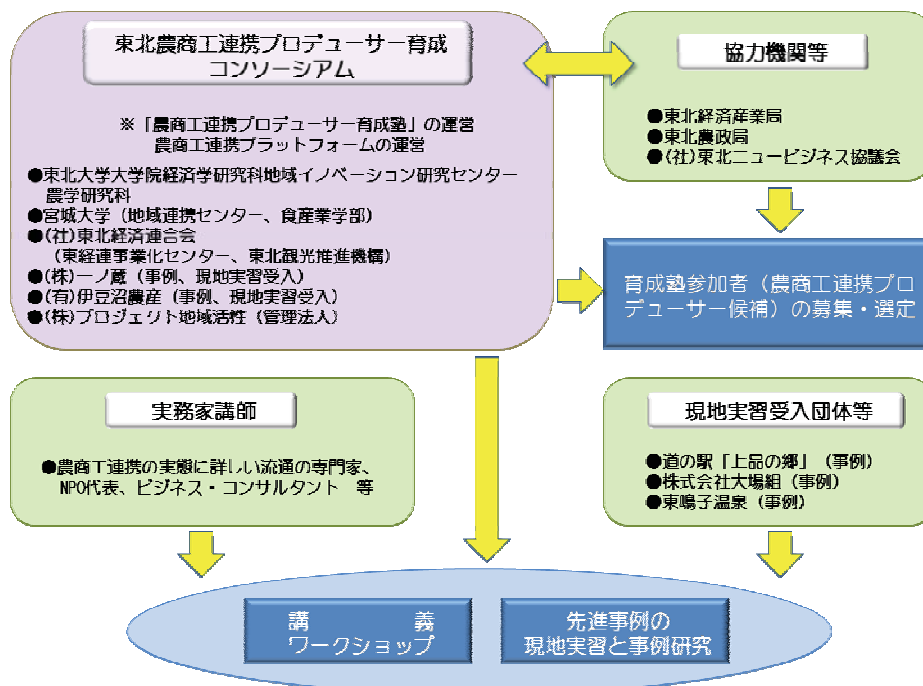 東北農商工連携プロデューサー育成
コンソーシアム
※「農商工連携プロデューサー育成塾」の運営
農商工連携プラットフォームの運営
●東北大学大学院経済学研究科地域イノベーション研究センター
農学研究科
●宮城大学（地域連携センター、食産業学部）
●(社)東北経済連合会
（東経連事業化センター、東北観光推進機構）
●(株)一ノ蔵（事例、現地実習受入）
●(有)伊豆沼農産（事例、現地実習受入）
●(株)プロジェクト地域活性（管理法人）
協力機関等
●東北経済産業局
●東北農政局
●(社)東北ニュービジネス協議会
育成塾参加者（農商工連携プロ
デューサー候補）の募集・選定
実務家講師
●農商工連携の実態に詳しい流通の専門家、
NPO代表、ビジネス・コンサルタント　等
現地実習受入団体等
●道の駅「上品の郷」（事例）
●株式会社大場組（事例）
●東鳴子温泉（事例）
講　　　　義
ワークショップ
先進事例の
現地実習と事例研究